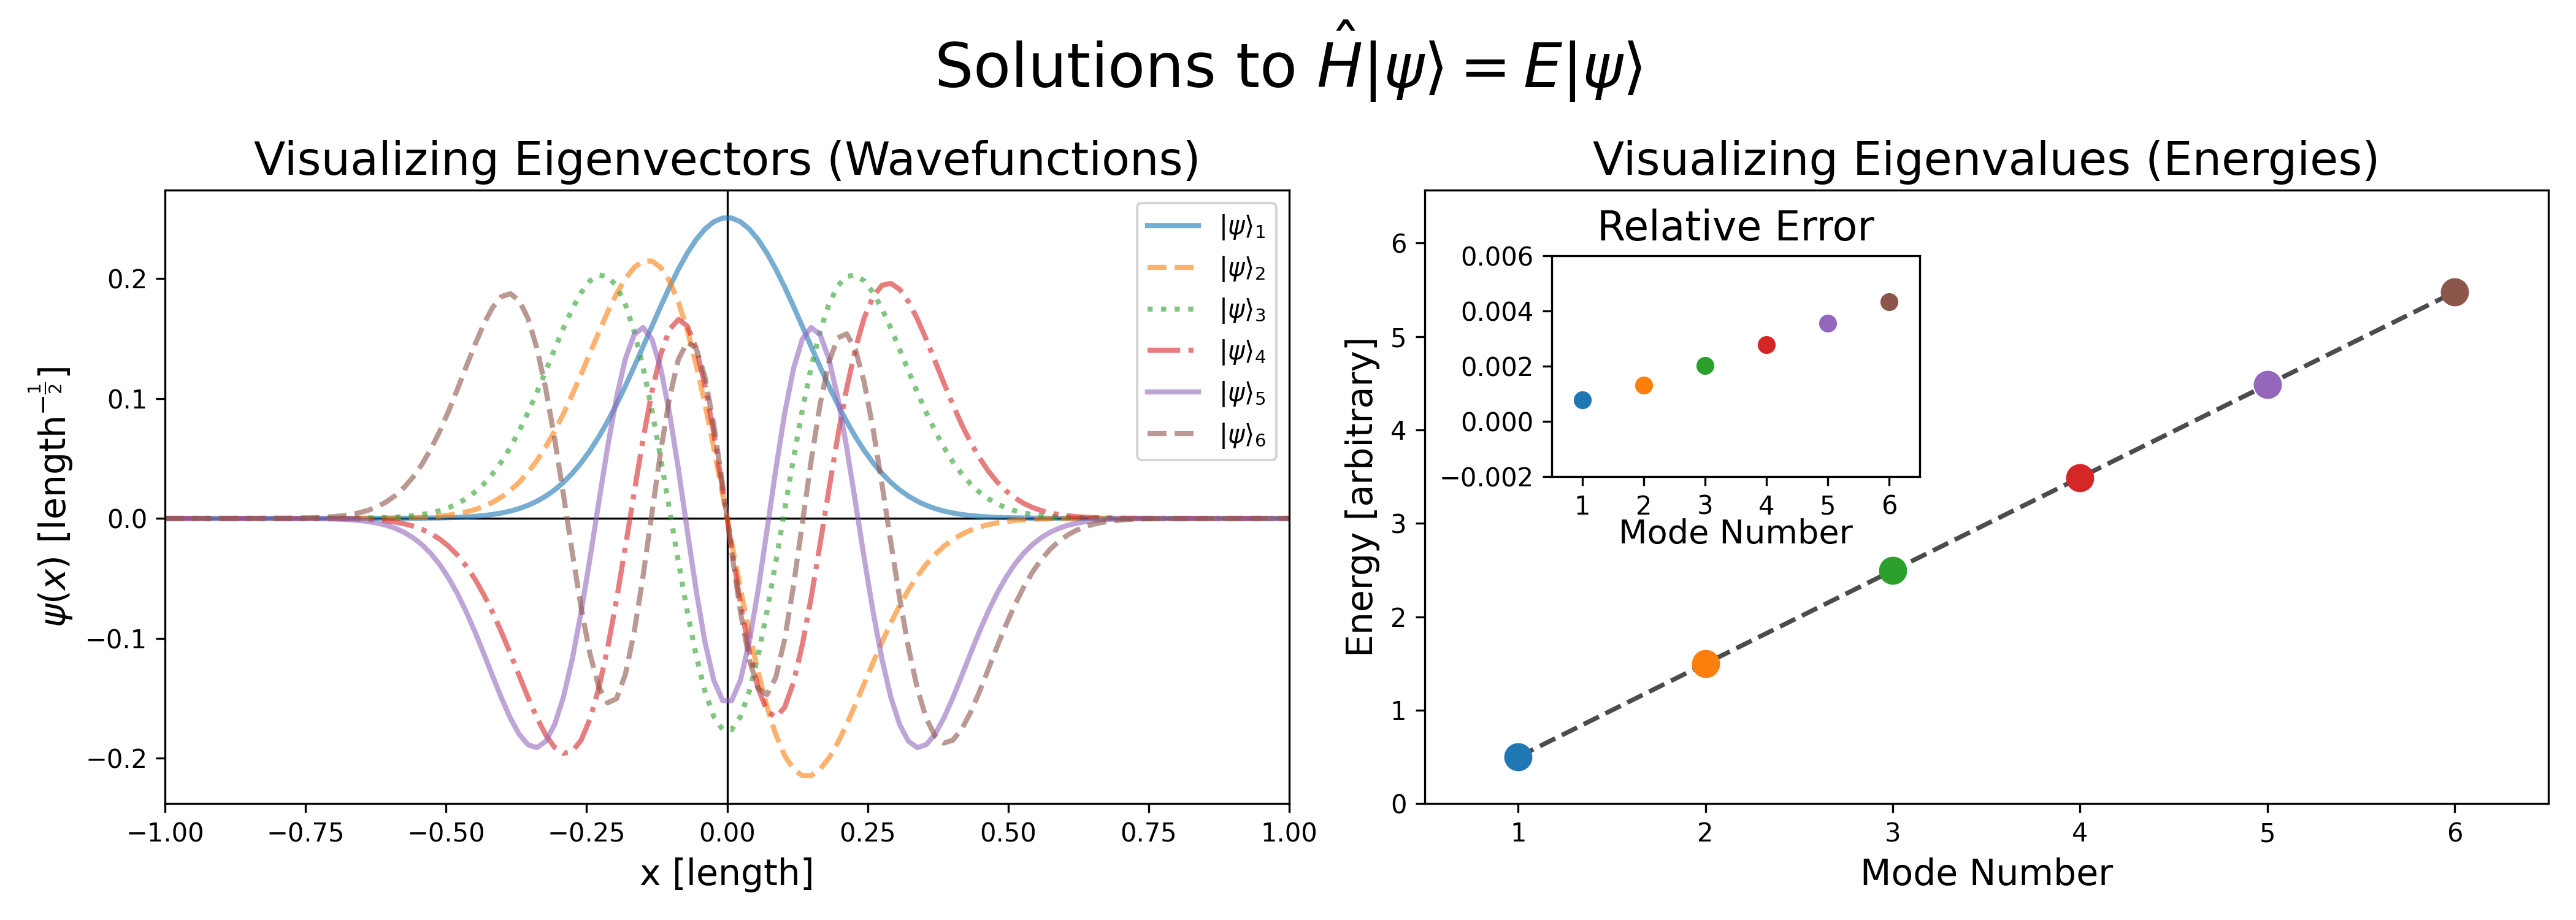 Solutions to Ĥ|ψ⟩ = E|ψ⟩
Visualizing Eigenvectors (Wavefunctions)
0.2
0.1
0.0
−0.1
−0.2
ψ(x) [length^{−1/2}]
−1.00 −0.75 −0.50 −0.25 0.00 0.25 0.50 0.75 1.00
x [length]
|ψ⟩₁
|ψ⟩₂
|ψ⟩₃
|ψ⟩₄
|ψ⟩₅
|ψ⟩₆
Visualizing Eigenvalues (Energies)
6
5
4
3
2
1
0
Energy [arbitrary]
1 2 3 4 5 6
Mode Number
Relative Error
0.006
0.004
0.002
0.000
−0.002
1 2 3 4 5 6
Mode Number